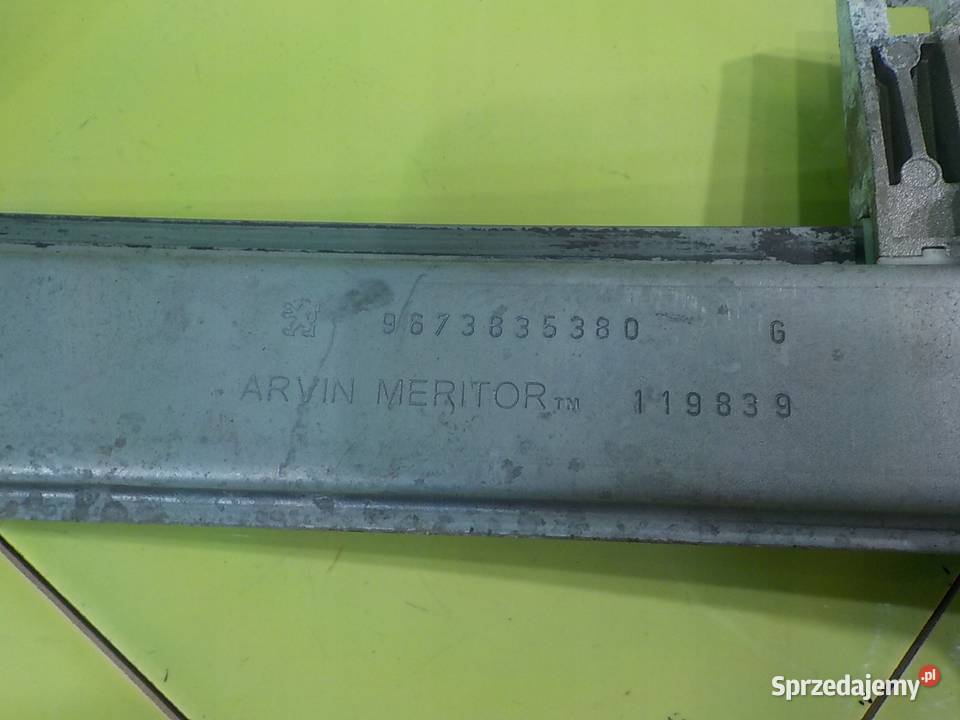 9673835380 G
ARVIN MERITOR™ 119839
Sprzedajemy.pl